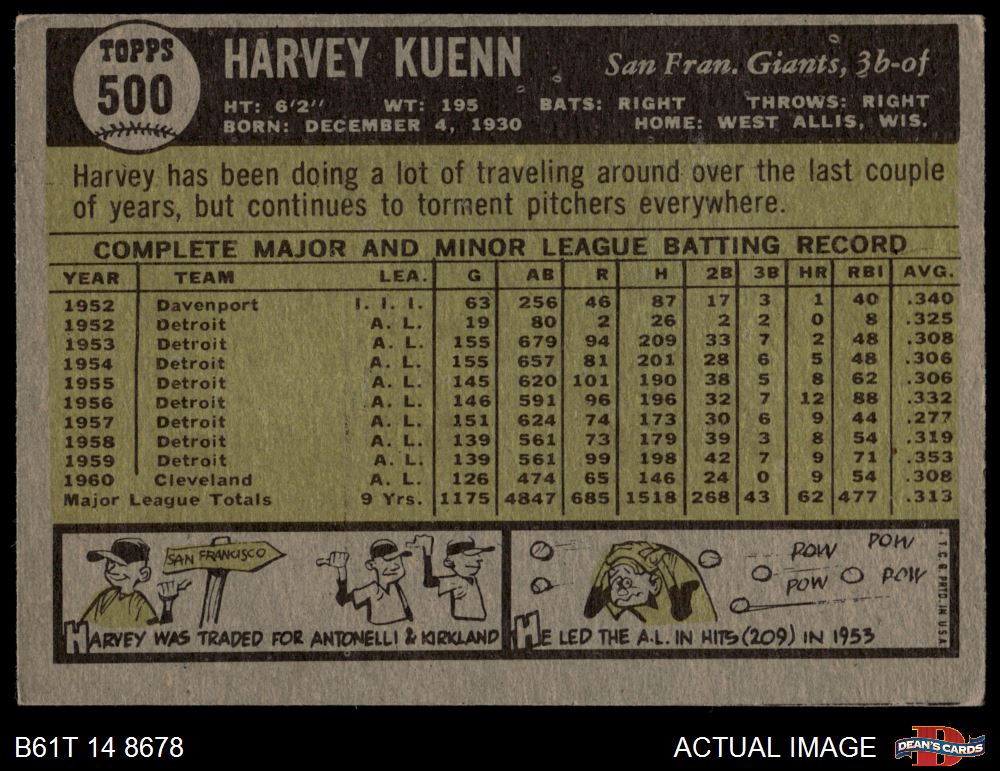 TOPPS
500
HARVEY KUENN
San Fran. Giants, 3b-of
HT: 6'2" WT: 195 BATS: RIGHT THROWS: RIGHT
BORN: DECEMBER 4, 1930 HOME: WEST ALLIS, WIS.
Harvey has been doing a lot of traveling around over the last couple
of years, but continues to torment pitchers everywhere.
COMPLETE MAJOR AND MINOR LEAGUE BATTING RECORD
YEAR TEAM LEA. G AB R H 2B 3B HR RBI AVG.
1952 Davenport I. I. I. 63 256 46 87 17 3 1 40 .340
1952 Detroit A. L. 19 80 2 26 2 2 0 8 .325
1953 Detroit A. L. 155 679 94 209 33 7 2 48 .308
1954 Detroit A. L. 155 657 81 201 28 6 5 48 .306
1955 Detroit A. L. 145 620 101 190 38 5 8 62 .306
1956 Detroit A. L. 146 591 96 196 32 7 12 88 .332
1957 Detroit A. L. 151 624 74 173 30 6 9 44 .277
1958 Detroit A. L. 139 561 73 179 39 3 8 54 .319
1959 Detroit A. L. 139 561 99 198 42 7 9 71 .353
1960 Cleveland A. L. 126 474 65 146 24 0 9 54 .308
Major League Totals 9 Yrs. 1175 4847 685 1518 268 43 62 477 .313
SAN FRANCISCO
HARVEY WAS TRADED FOR ANTONELLI & KIRKLAND
POW POW
POW POW
HE LED THE A.L. IN HITS (209) IN 1953
T.C.G. PRTD. IN U.S.A.
B61T 14 8678
ACTUAL IMAGE
DEAN'S CARDS